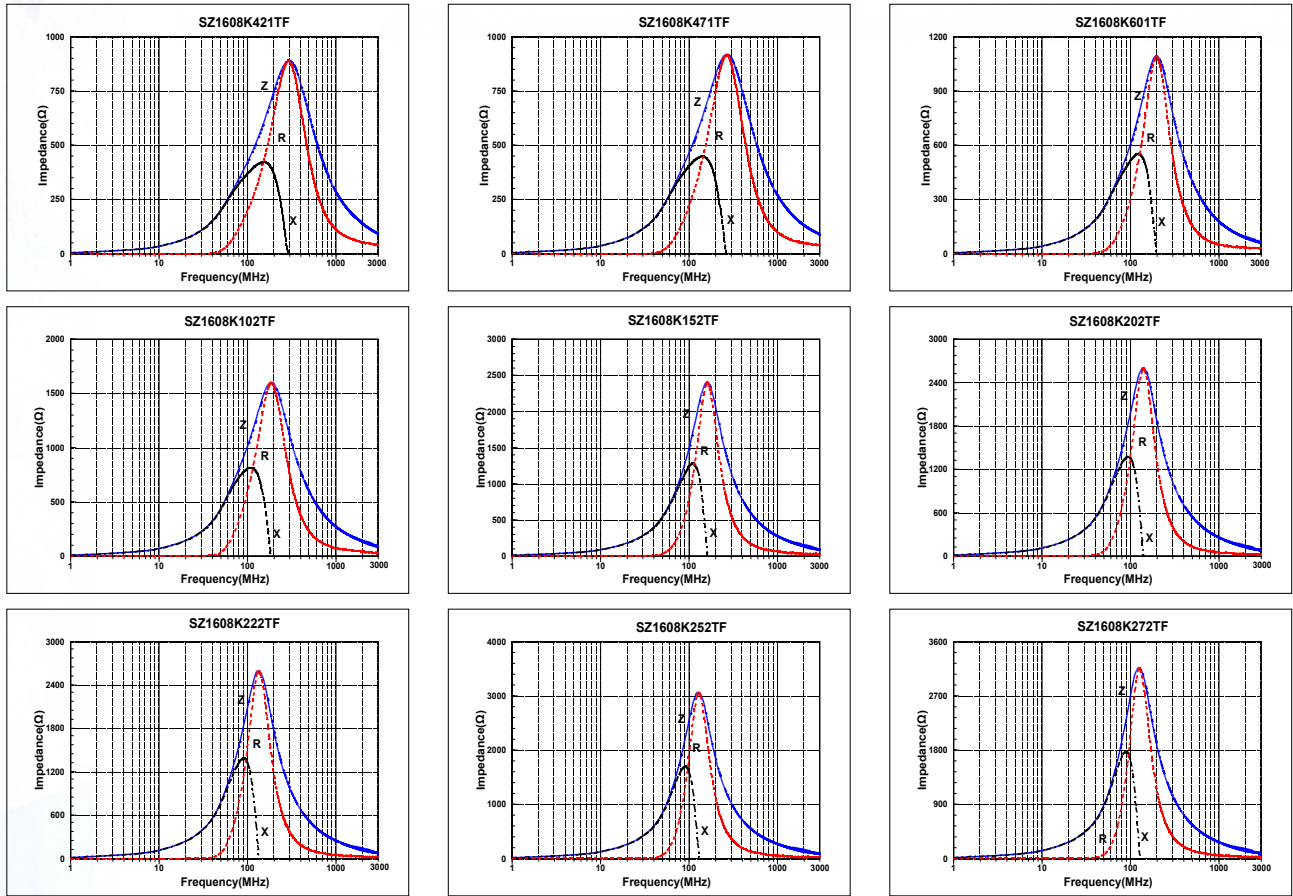 SZ1608K421TF
1000
750
500
250
0
Impedance(Ω)
Z
R
X
1 10 100 1000 3000
Frequency(MHz)
SZ1608K471TF
1000
750
500
250
0
Impedance(Ω)
Z
R
X
1 10 100 1000 3000
Frequency(MHz)
SZ1608K601TF
1200
900
600
300
0
Impedance(Ω)
Z
R
X
1 10 100 1000 3000
Frequency(MHz)
SZ1608K102TF
2000
1500
1000
500
0
Impedance(Ω)
Z
R
X
1 10 100 1000 3000
Frequency(MHz)
SZ1608K152TF
3000
2500
2000
1500
1000
500
0
Impedance(Ω)
Z
R
X
1 10 100 1000 3000
Frequency(MHz)
SZ1608K202TF
3000
2400
1800
1200
600
0
Impedance(Ω)
Z
R
X
1 10 100 1000 3000
Frequency(MHz)
SZ1608K222TF
3000
2400
1800
1200
600
0
Impedance(Ω)
Z
R
X
1 10 100 1000 3000
Frequency(MHz)
SZ1608K252TF
4000
3000
2000
1000
0
Impedance(Ω)
Z
R
X
1 10 100 1000 3000
Frequency(MHz)
SZ1608K272TF
3600
2700
1800
900
0
Impedance(Ω)
Z
R
X
1 10 100 1000 3000
Frequency(MHz)